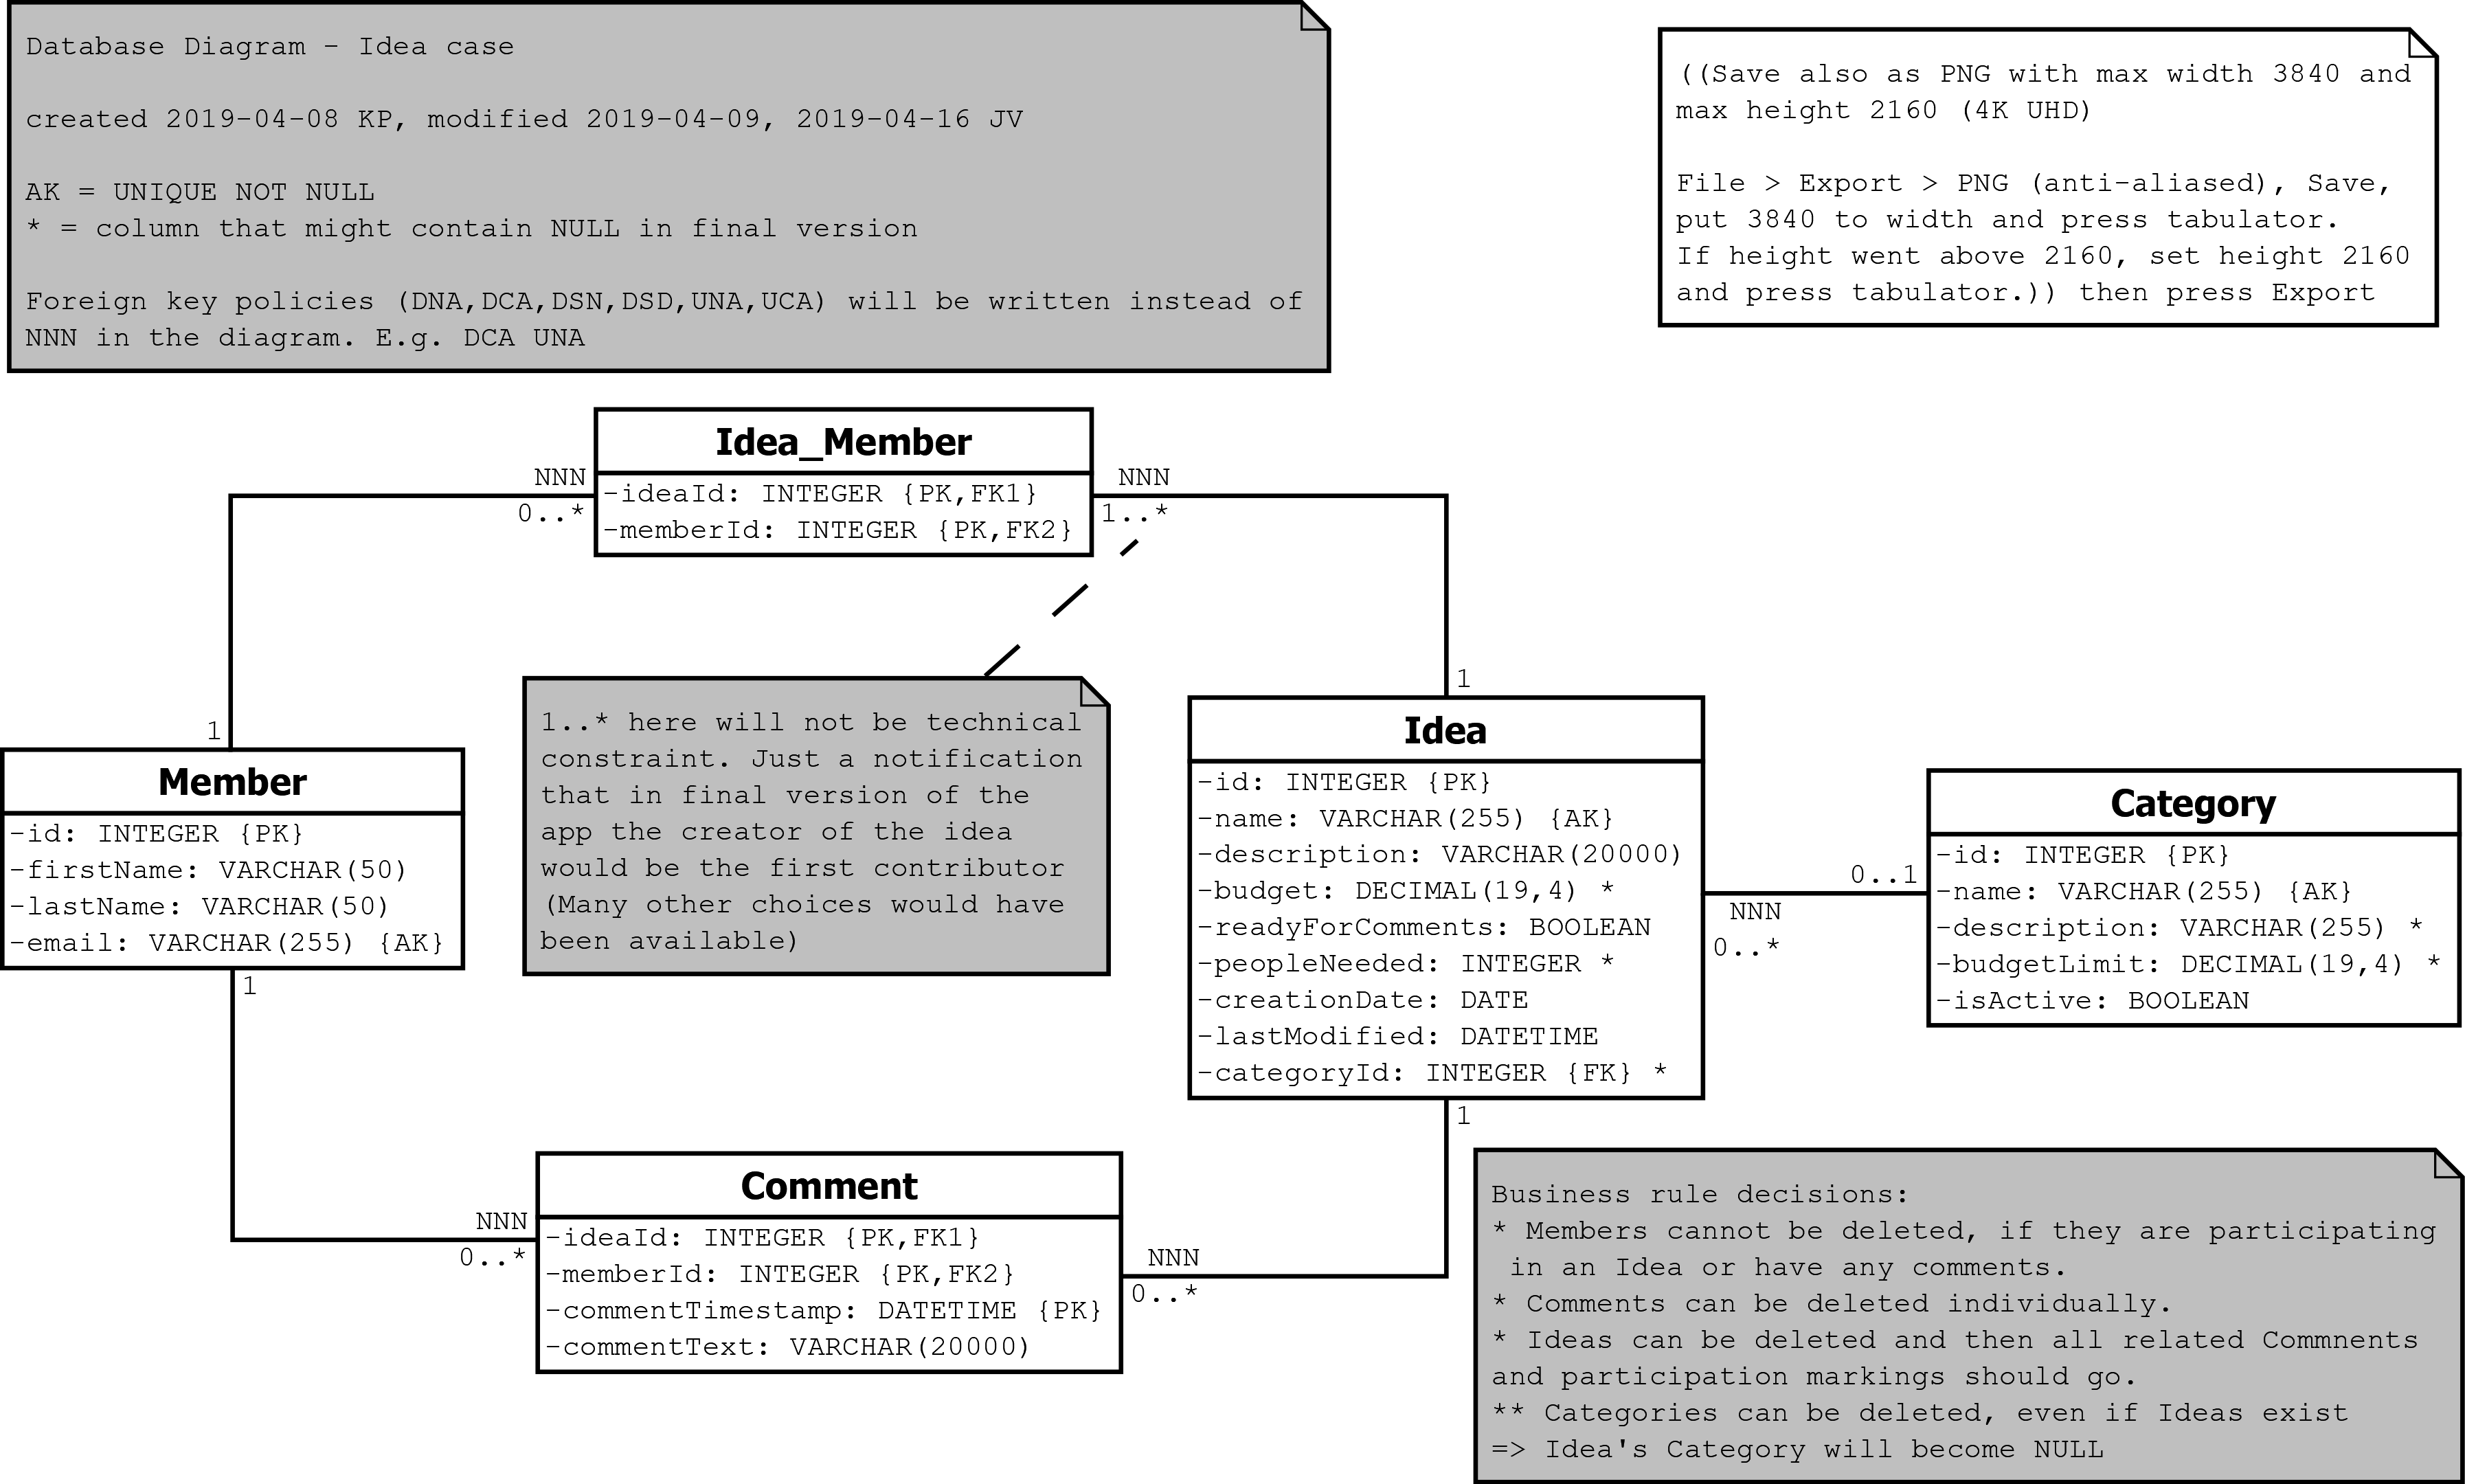 Database Diagram - Idea case
created 2019-04-08 KP, modified 2019-04-09, 2019-04-16 JV
AK = UNIQUE NOT NULL
* = column that might contain NULL in final version
Foreign key policies (DNA,DCA,DSN,DSD,UNA,UCA) will be written instead of
NNN in the diagram. E.g. DCA UNA
((Save also as PNG with max width 3840 and
max height 2160 (4K UHD)
File > Export > PNG (anti-aliased), Save,
put 3840 to width and press tabulator.
If height went above 2160, set height 2160
and press tabulator.)) then press Export
Idea_Member
-ideaId: INTEGER {PK,FK1}
-memberId: INTEGER {PK,FK2}
NNN
0..*
NNN
1..*
1
1
1..* here will not be technical
constraint. Just a notification
that in final version of the
app the creator of the idea
would be the first contributor
(Many other choices would have
been available)
Member
-id: INTEGER {PK}
-firstName: VARCHAR(50)
-lastName: VARCHAR(50)
-email: VARCHAR(255) {AK}
1
Idea
-id: INTEGER {PK}
-name: VARCHAR(255) {AK}
-description: VARCHAR(20000)
-budget: DECIMAL(19,4) *
-readyForComments: BOOLEAN
-peopleNeeded: INTEGER *
-creationDate: DATE
-lastModified: DATETIME
-categoryId: INTEGER {FK} *
1
0..1
NNN
0..*
Category
-id: INTEGER {PK}
-name: VARCHAR(255) {AK}
-description: VARCHAR(255) *
-budgetLimit: DECIMAL(19,4) *
-isActive: BOOLEAN
Comment
-ideaId: INTEGER {PK,FK1}
-memberId: INTEGER {PK,FK2}
-commentTimestamp: DATETIME {PK}
-commentText: VARCHAR(20000)
NNN
0..*
NNN
0..*
Business rule decisions:
* Members cannot be deleted, if they are participating
in an Idea or have any comments.
* Comments can be deleted individually.
* Ideas can be deleted and then all related Commnents
and participation markings should go.
** Categories can be deleted, even if Ideas exist
=> Idea's Category will become NULL